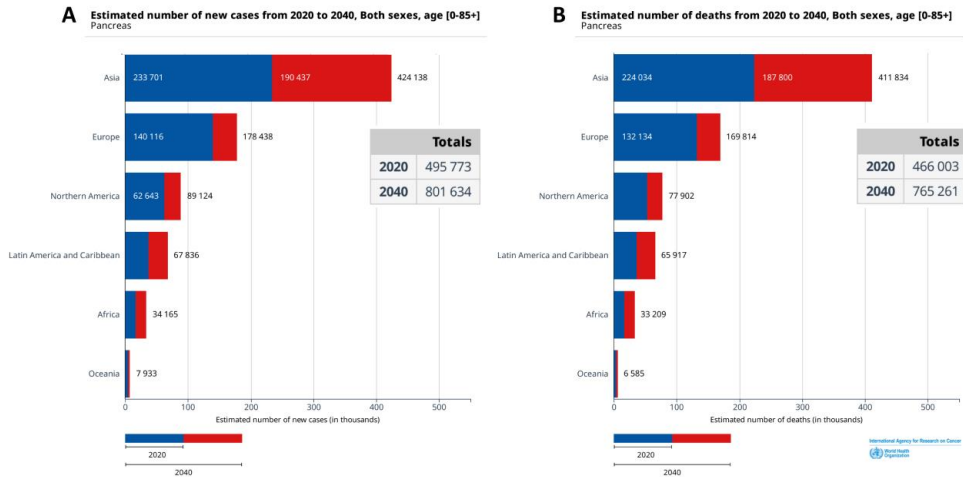 A
Estimated number of new cases from 2020 to 2040, Both sexes, age [0-85+]
Pancreas
Asia 233 701 190 437 424 138
Europe 140 116 178 438
Northern America 62 643 89 124
Latin America and Caribbean 67 836
Africa 34 165
Oceania 7 933
Totals
2020 495 773
2040 801 634
0 100 200 300 400 500
Estimated number of new cases (in thousands)
2020
2040
B
Estimated number of deaths from 2020 to 2040, Both sexes, age [0-85+]
Pancreas
Asia 224 034 187 800 411 834
Europe 132 134 169 814
Northern America 77 902
Latin America and Caribbean 65 917
Africa 33 209
Oceania 6 585
Totals
2020 466 003
2040 765 261
0 100 200 300 400 500
Estimated number of deaths (in thousands)
2020
2040
International Agency for Research on Cancer
World Health
Organization